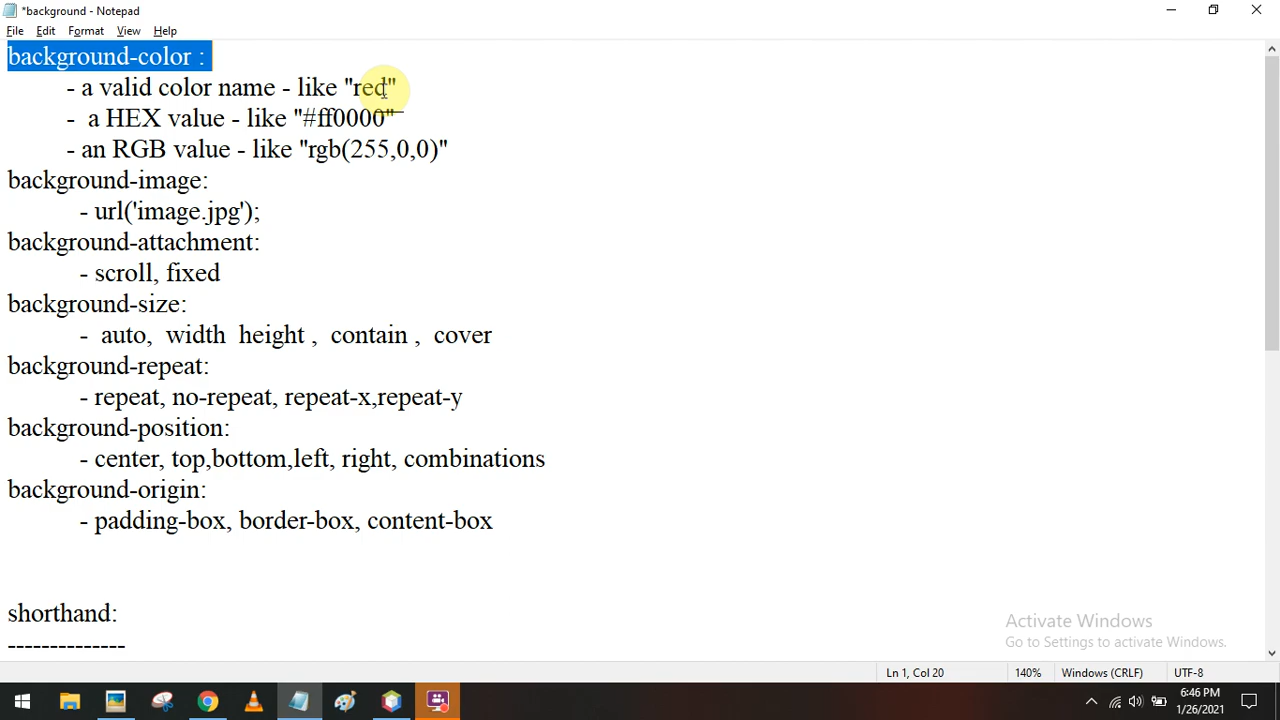 *background - Notepad
File Edit Format View Help
background-color :
- a valid color name - like "red"
- a HEX value - like "#ff0000"
- an RGB value - like "rgb(255,0,0)"
background-image:
- url('image.jpg');
background-attachment:
- scroll, fixed
background-size:
- auto, width height , contain , cover
background-repeat:
- repeat, no-repeat, repeat-x,repeat-y
background-position:
- center, top,bottom,left, right, combinations
background-origin:
- padding-box, border-box, content-box
shorthand:
--------------
Activate Windows
Go to Settings to activate Windows.
Ln 1, Col 20 140% Windows (CRLF) UTF-8
6:46 PM
1/26/2021